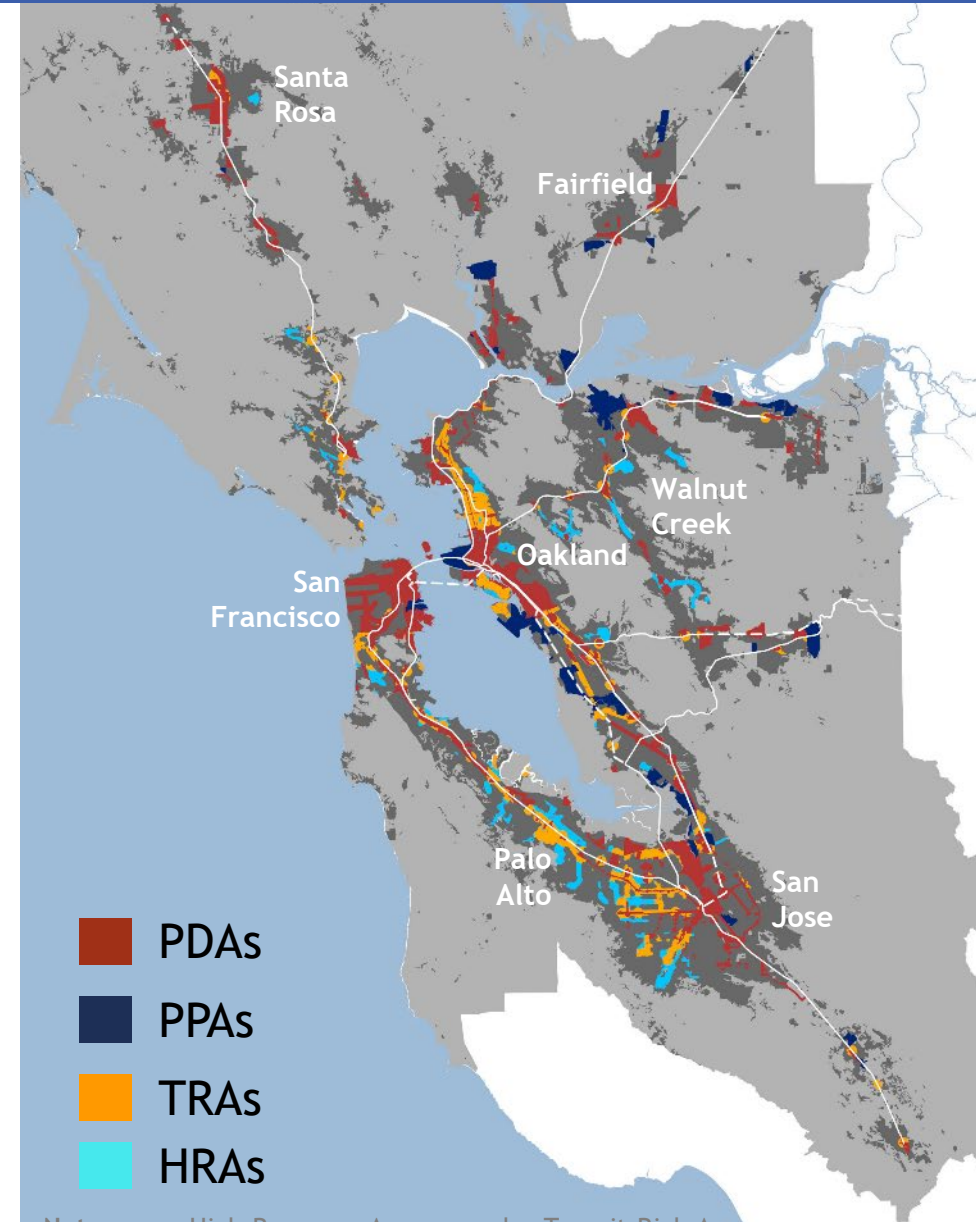 Santa
Rosa
Fairfield
Walnut
Creek
Oakland
San
Francisco
Palo
Alto
San
Jose
PDAs
PPAs
TRAs
HRAs